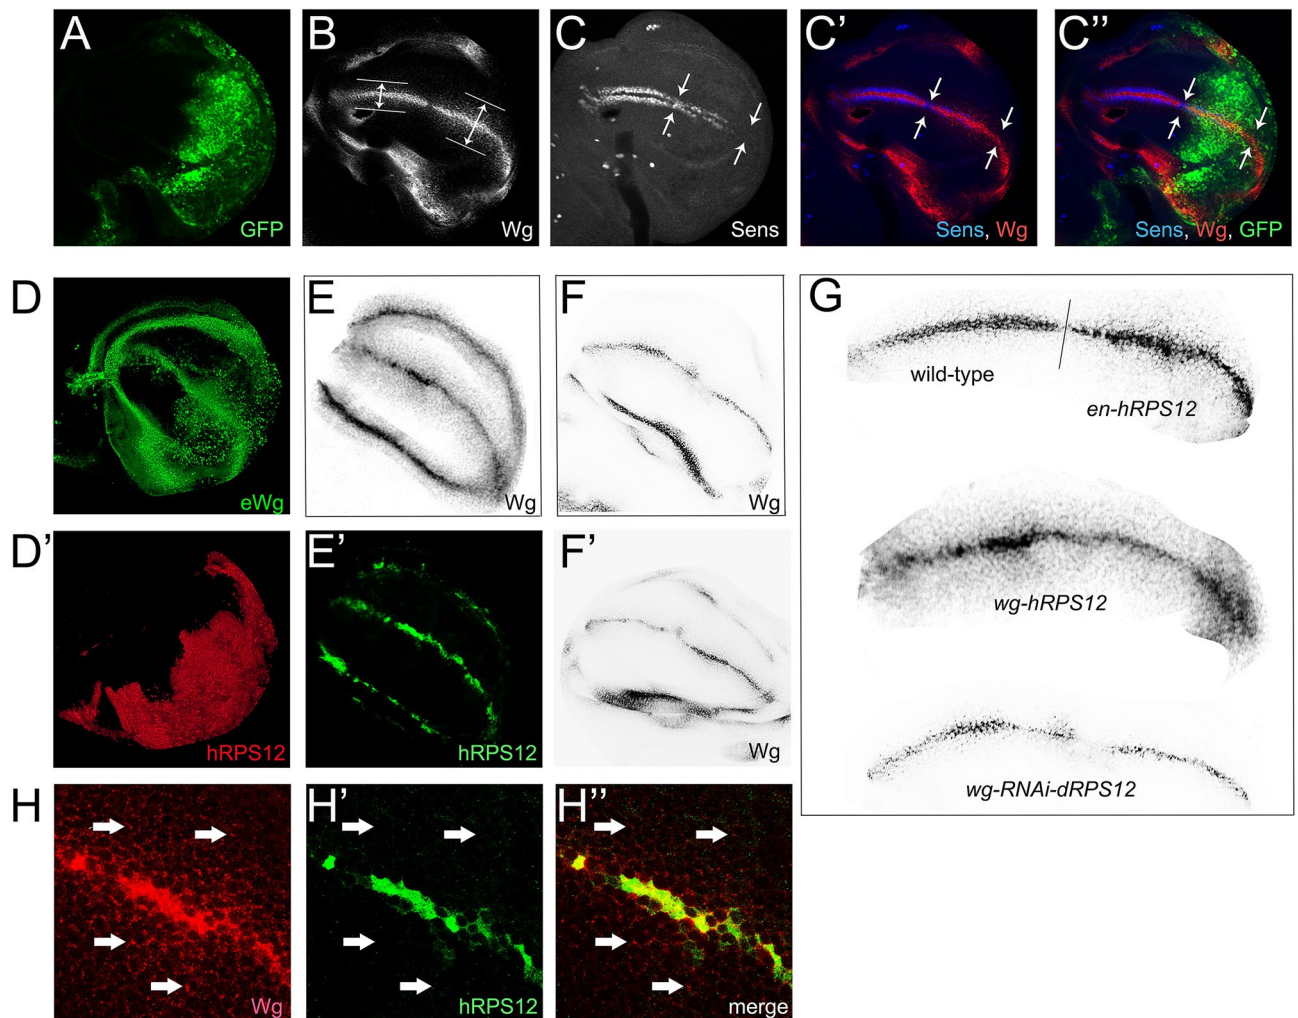 A
GFP
B
Wg
C
Sens
C'
Sens, Wg
C''
Sens, Wg, GFP
D
eWg
E
Wg
F
Wg
G
wild-type
en-hRPS12
wg-hRPS12
wg-RNAi-dRPS12
D'
hRPS12
E'
hRPS12
F'
Wg
H
Wg
H'
hRPS12
H''
merge